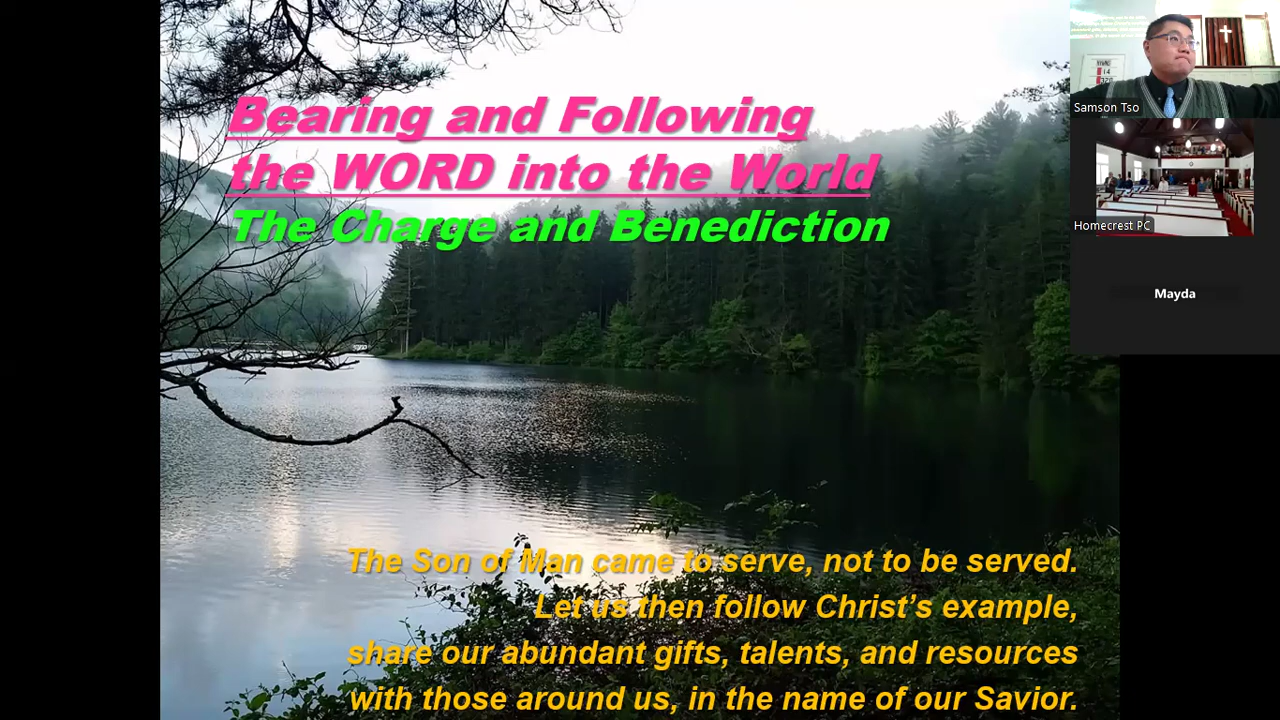 Bearing and Following
the WORD into the World
The Charge and Benediction
The Son of Man came to serve, not to be served.
Let us then follow Christ's example,
share our abundant gifts, talents, and resources
with those around us, in the name of our Savior.
Samson Tso
Homecrest PC
Mayda